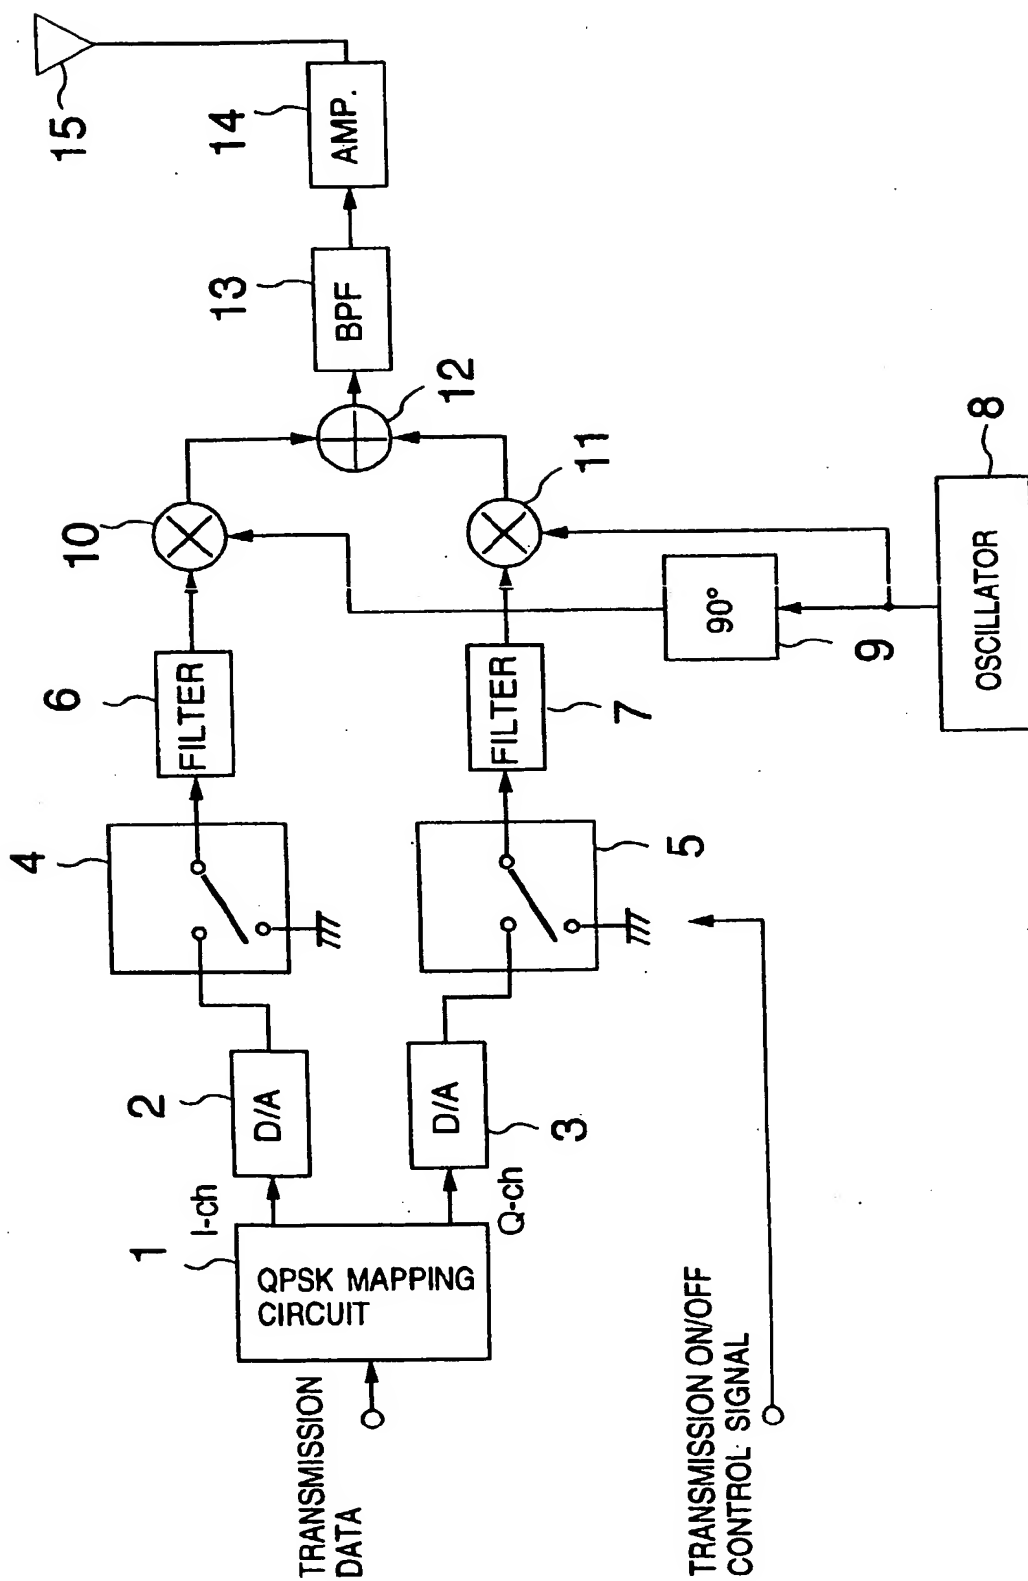 TRANSMISSION
DATA
1
QPSK MAPPING
CIRCUIT
I-ch
Q-ch
2
D/A
D/A
3
4
5
6
FILTER
FILTER
7
10
11
12
13
BPF
14
AMP.
15
90°
9
OSCILLATOR
8
TRANSMISSION ON/OFF
CONTROL SIGNAL